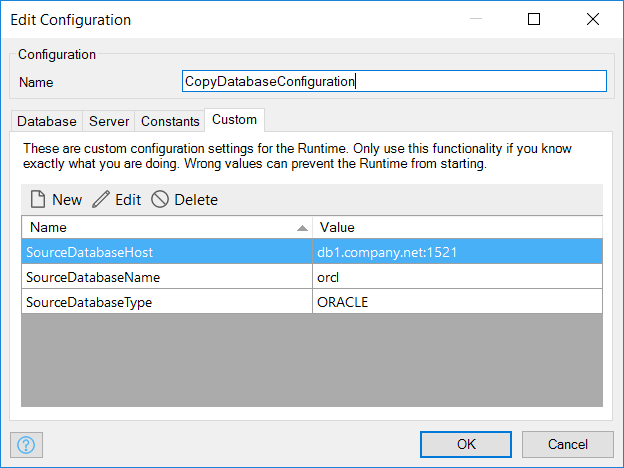 Edit Configuration
Configuration
Name CopyDatabaseConfiguration
Database Server Constants Custom
These are custom configuration settings for the Runtime. Only use this functionality if you know
exactly what you are doing. Wrong values can prevent the Runtime from starting.
New Edit Delete
Name Value
SourceDatabaseHost db1.company.net:1521
SourceDatabaseName orcl
SourceDatabaseType ORACLE
? OK Cancel